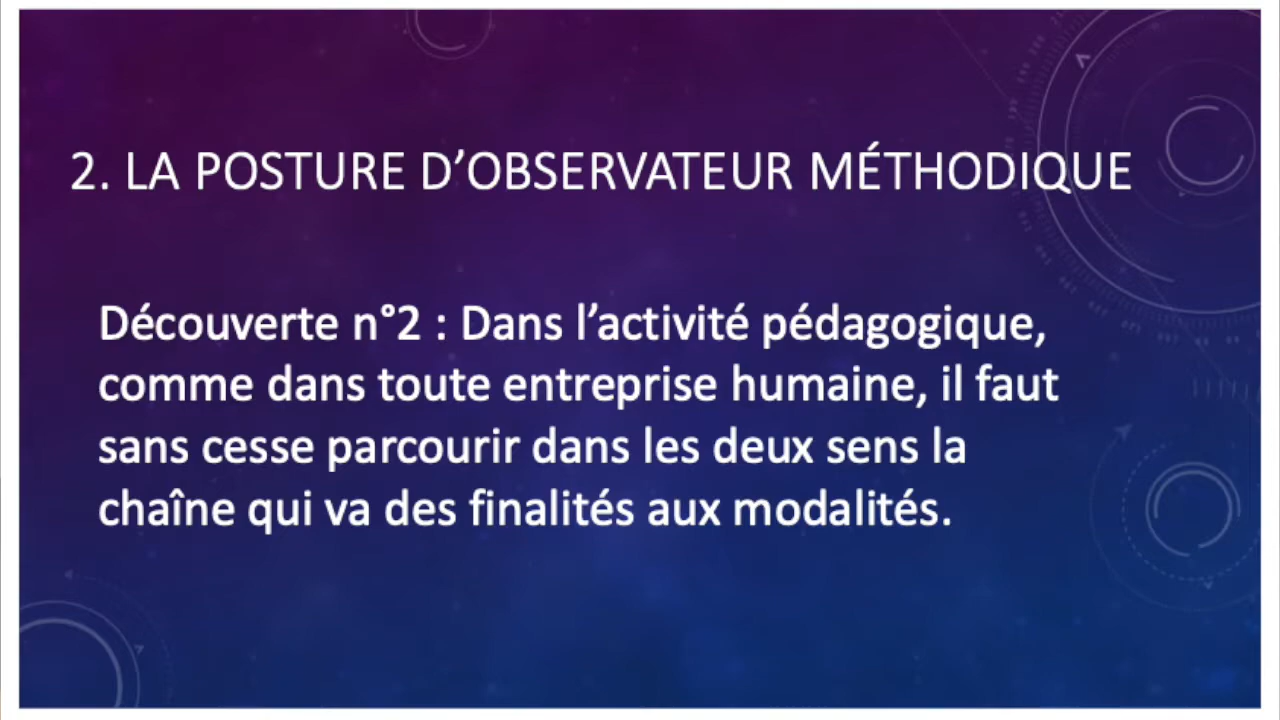 2. LA POSTURE D’OBSERVATEUR MÉTHODIQUE
Découverte n°2 : Dans l’activité pédagogique,
comme dans toute entreprise humaine, il faut
sans cesse parcourir dans les deux sens la
chaîne qui va des finalités aux modalités.